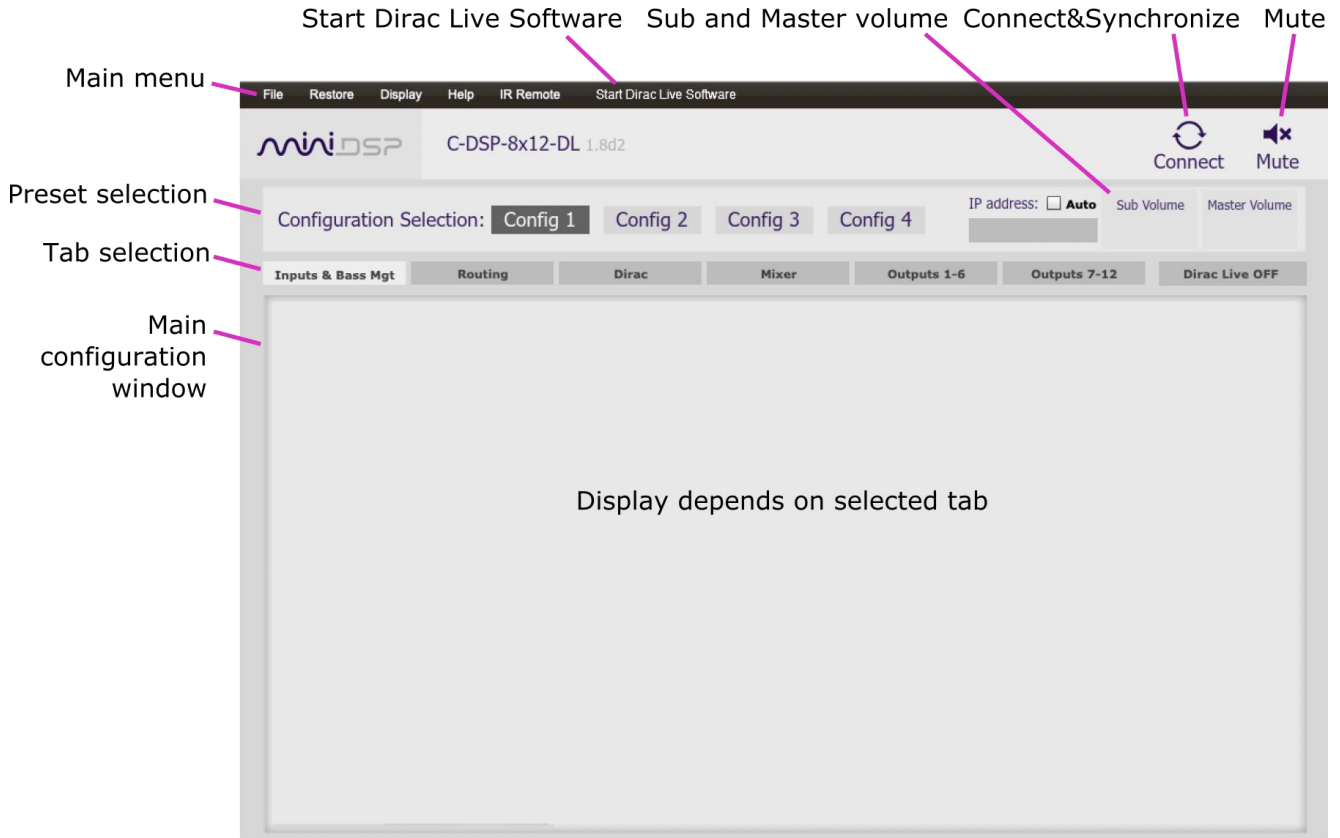 Start Dirac Live Software Sub and Master volume Connect&Synchronize Mute
Main menu
File Restore Display Help IR Remote Start Dirac Live Software
miniDSP C-DSP-8x12-DL 1.8d2
Connect Mute
Preset selection
Configuration Selection: Config 1 Config 2 Config 3 Config 4
IP address: Auto Sub Volume Master Volume
Tab selection
Inputs & Bass Mgt Routing Dirac Mixer Outputs 1-6 Outputs 7-12 Dirac Live OFF
Main
configuration
window
Display depends on selected tab